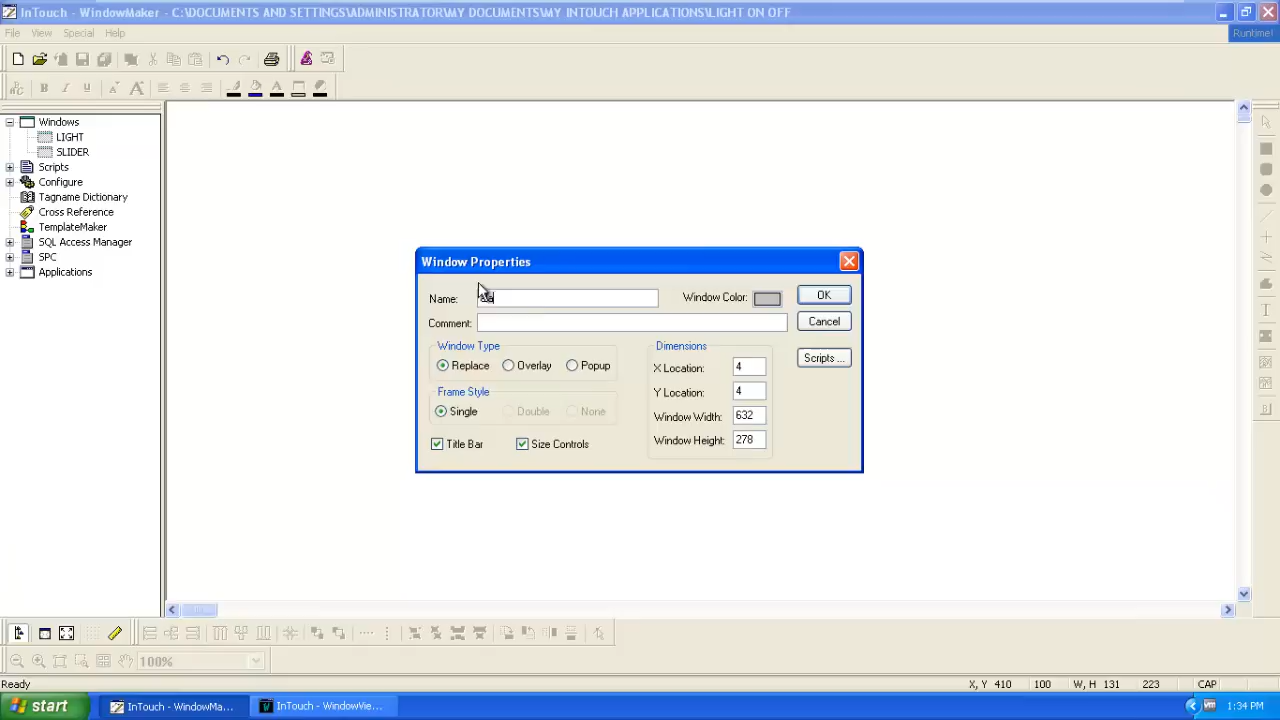 InTouch - WindowMaker - C:\DOCUMENTS AND SETTINGS\ADMINISTRATOR\MY DOCUMENTS\MY INTOUCH APPLICATIONS\LIGHT ON OFF
File View Special Help
Runtime!
Windows
LIGHT
SLIDER
Scripts
Configure
Tagname Dictionary
Cross Reference
TemplateMaker
SQL Access Manager
SPC
Applications
Window Properties
Name: Window Color: OK
Comment: Cancel
Window Type Dimensions
Replace Overlay Popup X Location: 4 Scripts ...
Frame Style Y Location: 4
Single Double None Window Width: 632
Title Bar Size Controls Window Height: 278
100%
Ready X, Y 410 100 W, H 131 223 CAP
start InTouch - WindowMa... InTouch - WindowVie... 1:34 PM